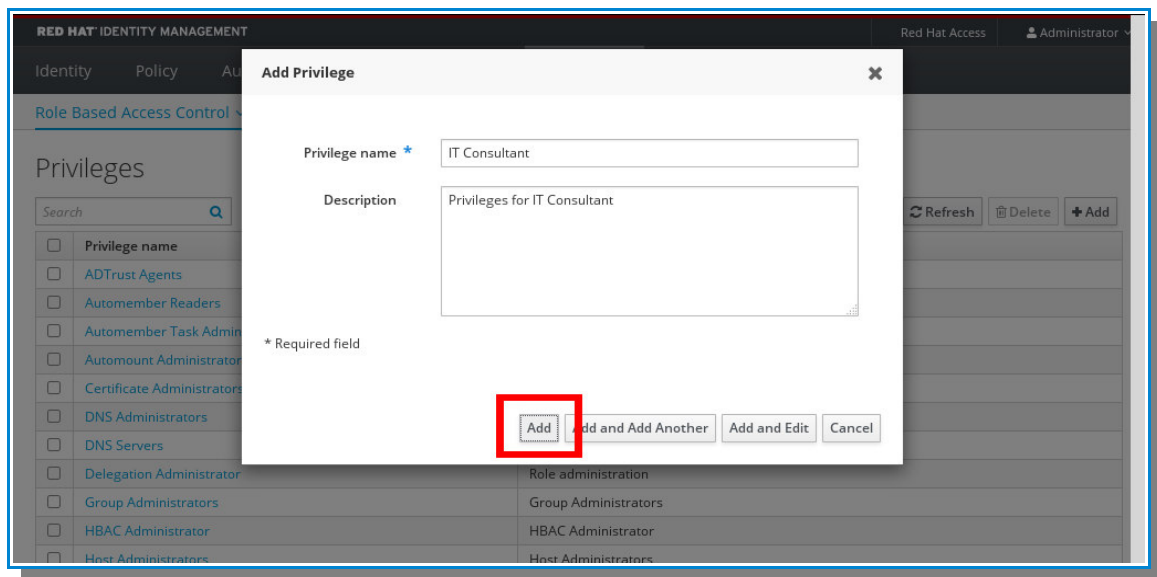 RED HAT IDENTITY MANAGEMENT
Red Hat Access
Administrator
Identity
Policy
Au
Add Privilege
Role Based Access Control
Privilege name *
IT Consultant
Privileges
Description
Privileges for IT Consultant
Search
Refresh
Delete
Add
Privilege name
ADTrust Agents
Automember Readers
Automember Task Admin
* Required field
Automount Administrator
Certificate Administrators
DNS Administrators
Add
Add and Add Another
Add and Edit
Cancel
DNS Servers
Delegation Administrator
Role administration
Group Administrators
Group Administrators
HBAC Administrator
HBAC Administrator
Host Administrators
Host Administrators